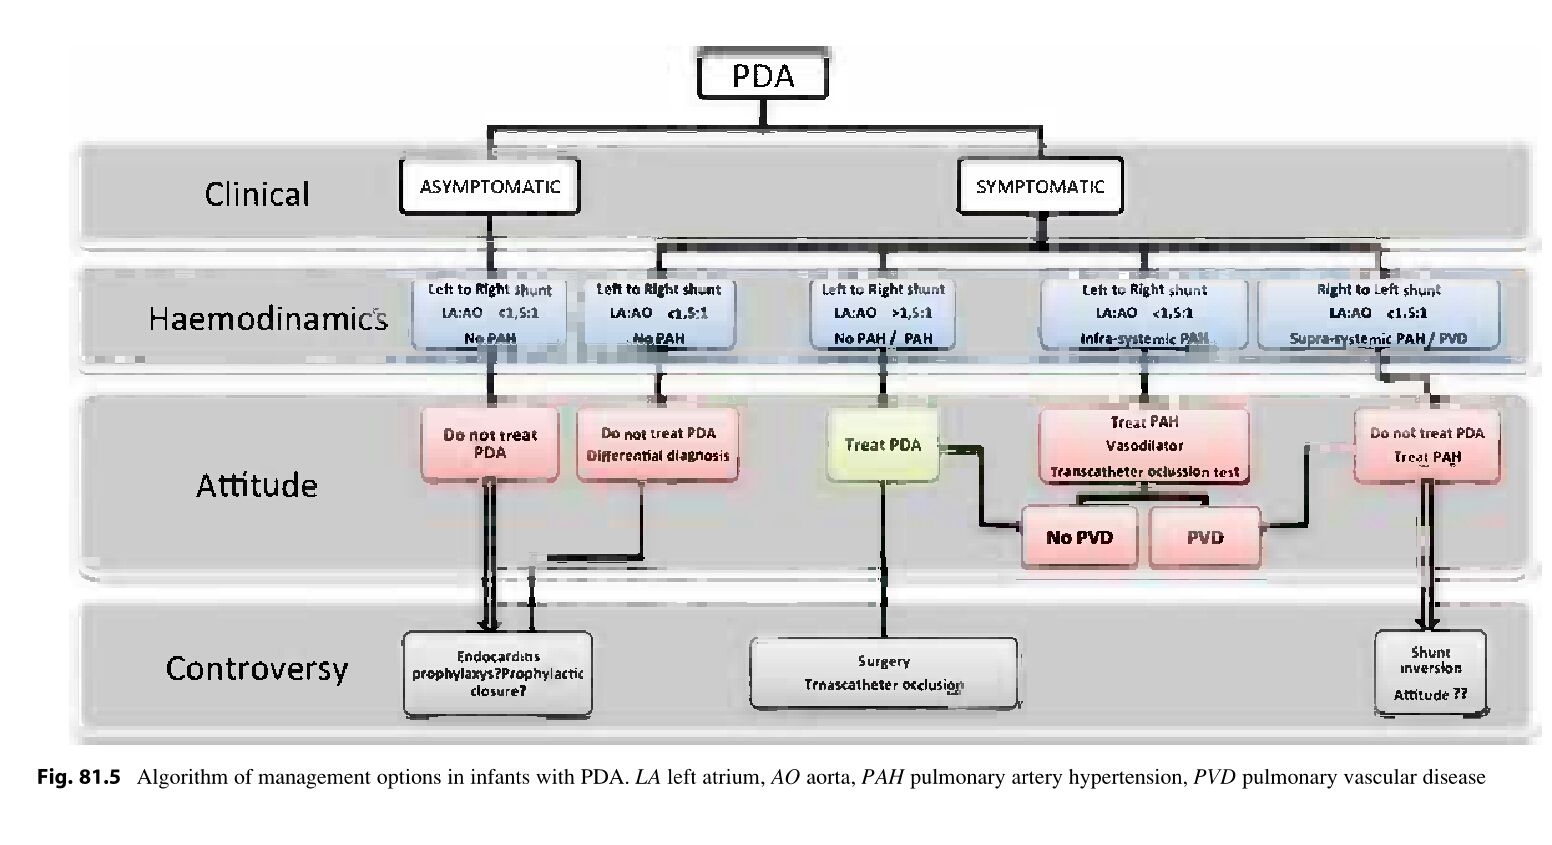 PDA
Clinical
ASYMPTOMATIC
SYMPTOMATIC
Haemodinamics
Left to Right shunt
LA:AO <1,5:1
No PAH
Left to Right shunt
LA:AO <1,5:1
No PAH
Left to Right shunt
LA:AO >1,5:1
No PAH / PAH
Left to Right shunt
LA:AO <1,5:1
Infra-systemic PAH
Right to Left shunt
LA:AO <1.5:1
Supra-systemic PAH / PVD
Attitude
Do not treat
PDA
Do not treat PDA
Differential diagnosis
Treat PDA
Treat PAH
Vasodilator
Transcatheter oclussion test
No PVD
PVD
Do not treat PDA
Treat PAH
Controversy
Endocarditis
prophylaxys?Prophylactic
closure?
Surgery
Trnascatheter occlusion
Shunt
inversion
Attitude ??
Fig. 81.5 Algorithm of management options in infants with PDA. LA left atrium, AO aorta, PAH pulmonary artery hypertension, PVD pulmonary vascular disease